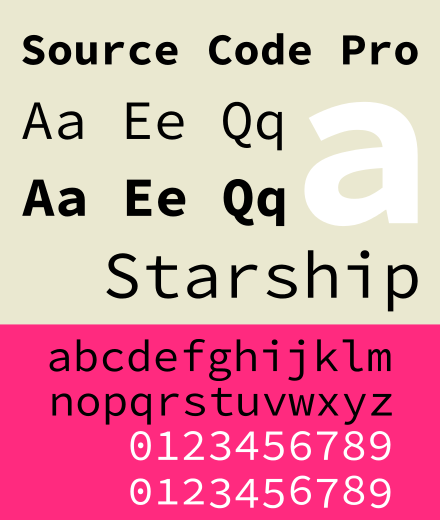 Source Code Pro
Aa Ee Qq
a
Aa Ee Qq
Starship
abcdefghijklm
nopqrstuvwxyz
0123456789
0123456789